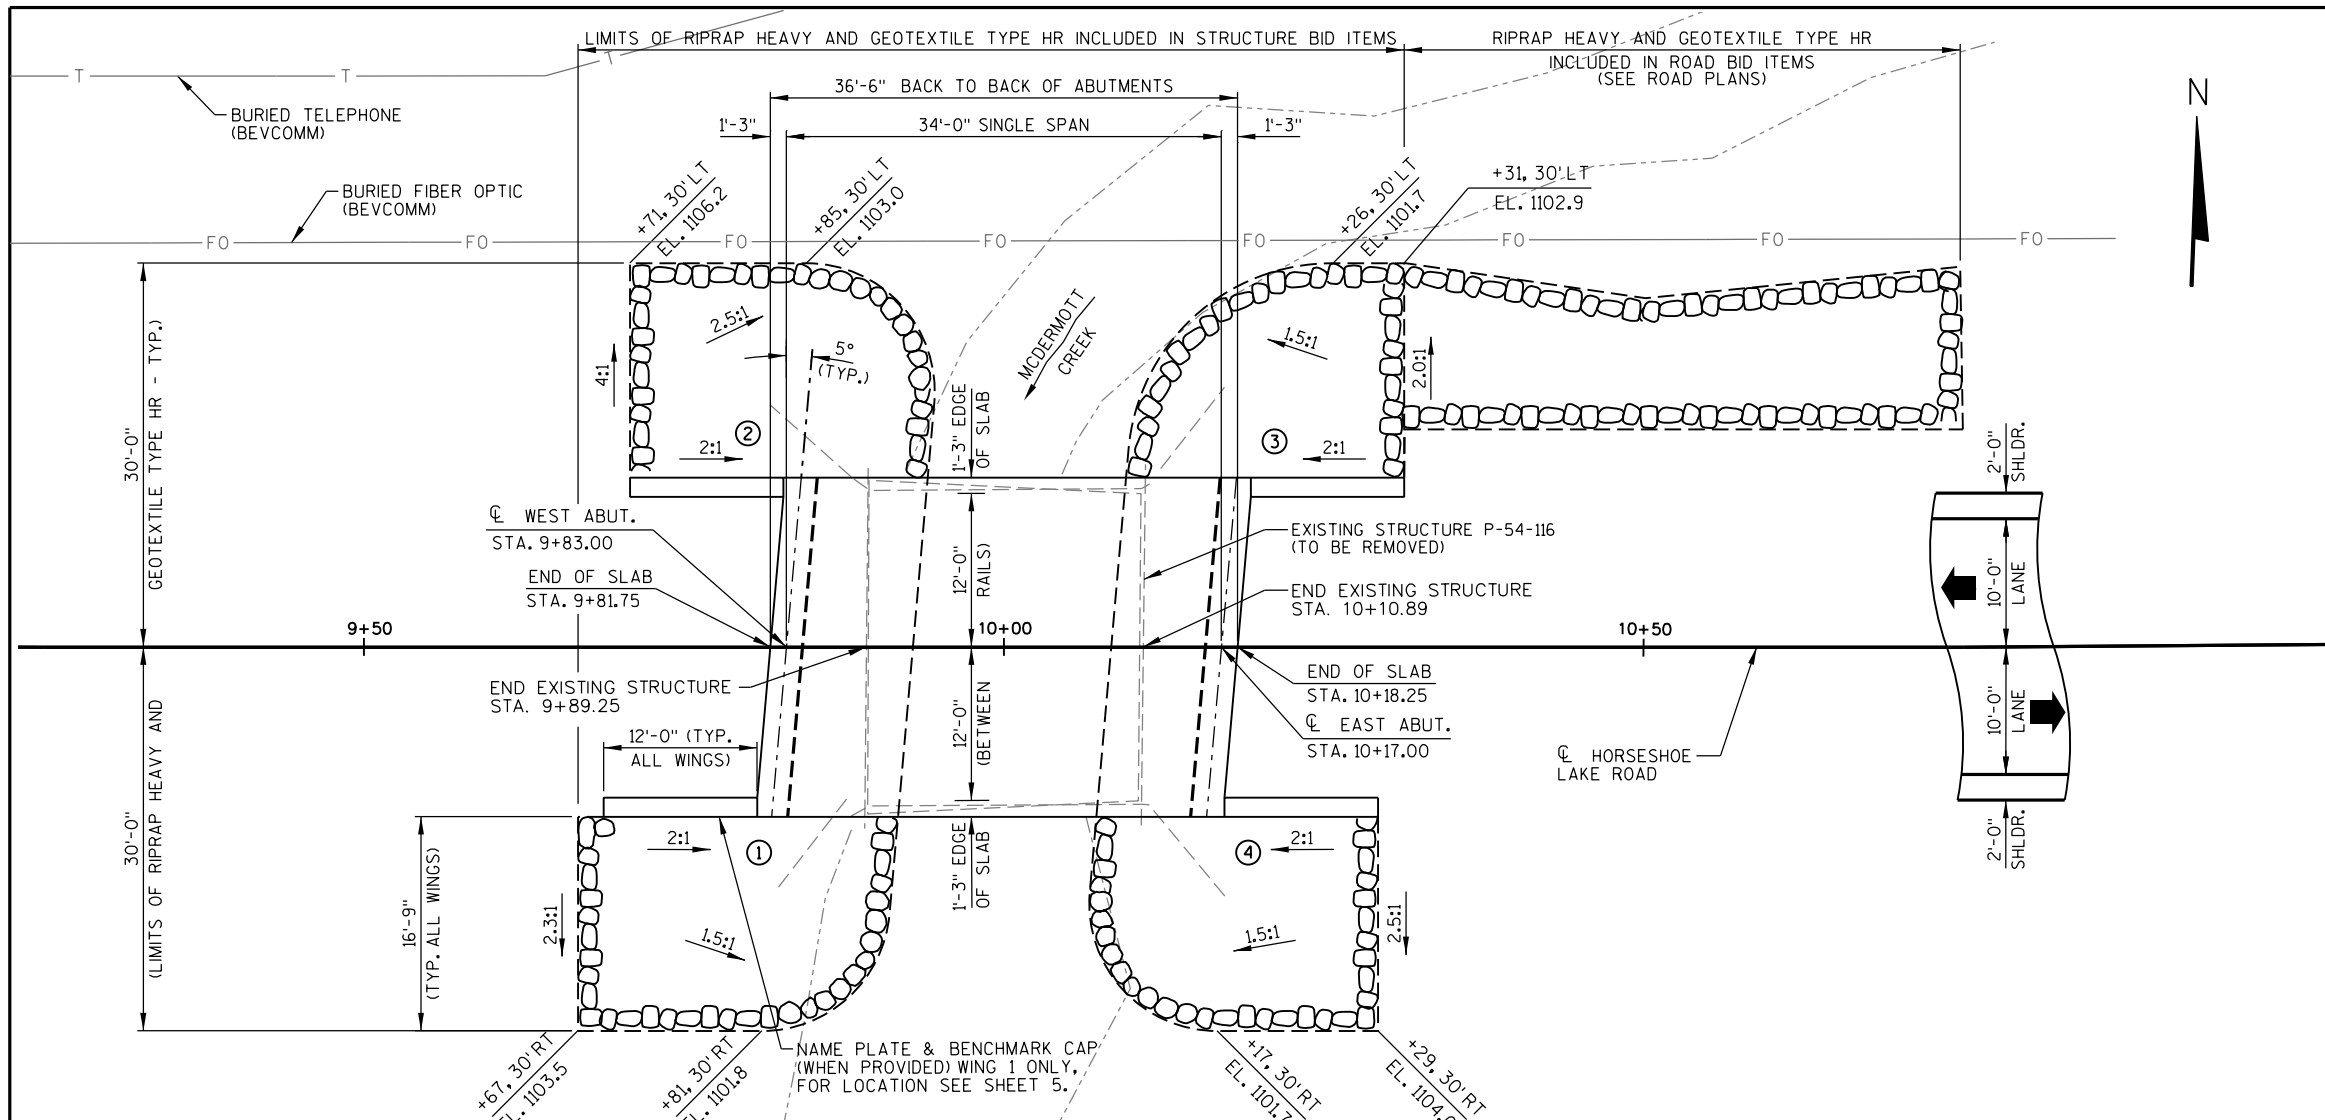 LIMITS OF RIPRAP HEAVY AND GEOTEXTILE TYPE HR INCLUDED IN STRUCTURE BID ITEMS
RIPRAP HEAVY AND GEOTEXTILE TYPE HR
INCLUDED IN ROAD BID ITEMS
(SEE ROAD PLANS)
T
T
T
36'-6" BACK TO BACK OF ABUTMENTS
BURIED TELEPHONE
(BEVCOMM)
1'-3"
34'-0" SINGLE SPAN
1'-3"
N
BURIED FIBER OPTIC
(BEVCOMM)
+71, 30' LT
EL. 1106.2
+85, 30' LT
EL. 1103.0
+26, 30' LT
EL. 1101.7
+31, 30' LT
EL. 1102.9
FO
FO
FO
FO
FO
FO
FO
FO
2.5:1
5°
(TYP.)
MCDERMOTT
CREEK
1.5:1
4:1
2.0:1
2
2:1
1'-3" EDGE
OF SLAB
3
2:1
30'-0"
GEOTEXTILE TYPE HR - TYP.)
2'-0"
SHLDR.
℄ WEST ABUT.
STA. 9+83.00
END OF SLAB
STA. 9+81.75
12'-0"
RAILS)
EXISTING STRUCTURE P-54-116
(TO BE REMOVED)
END EXISTING STRUCTURE
STA. 10+10.89
10'-0"
LANE
9+50
10+00
10+50
END EXISTING STRUCTURE
STA. 9+89.25
END OF SLAB
STA. 10+18.25
℄ EAST ABUT.
STA. 10+17.00
12'-0"
(BETWEEN
12'-0" (TYP.
ALL WINGS)
℄ HORSESHOE
LAKE ROAD
10'-0"
LANE
30'-0"
(LIMITS OF RIPRAP HEAVY AND
2:1
1
1'-3" EDGE
OF SLAB
4
2:1
2'-0"
SHLDR.
16'-9"
(TYP. ALL WINGS)
2.3:1
1.5:1
1.5:1
2.5:1
NAME PLATE & BENCHMARK CAP
(WHEN PROVIDED) WING 1 ONLY,
FOR LOCATION SEE SHEET 5.
+67, 30' RT
EL. 1103.5
+81, 30' RT
EL. 1101.8
+17, 30' RT
EL. 1101.7
+29, 30' RT
EL. 1104.